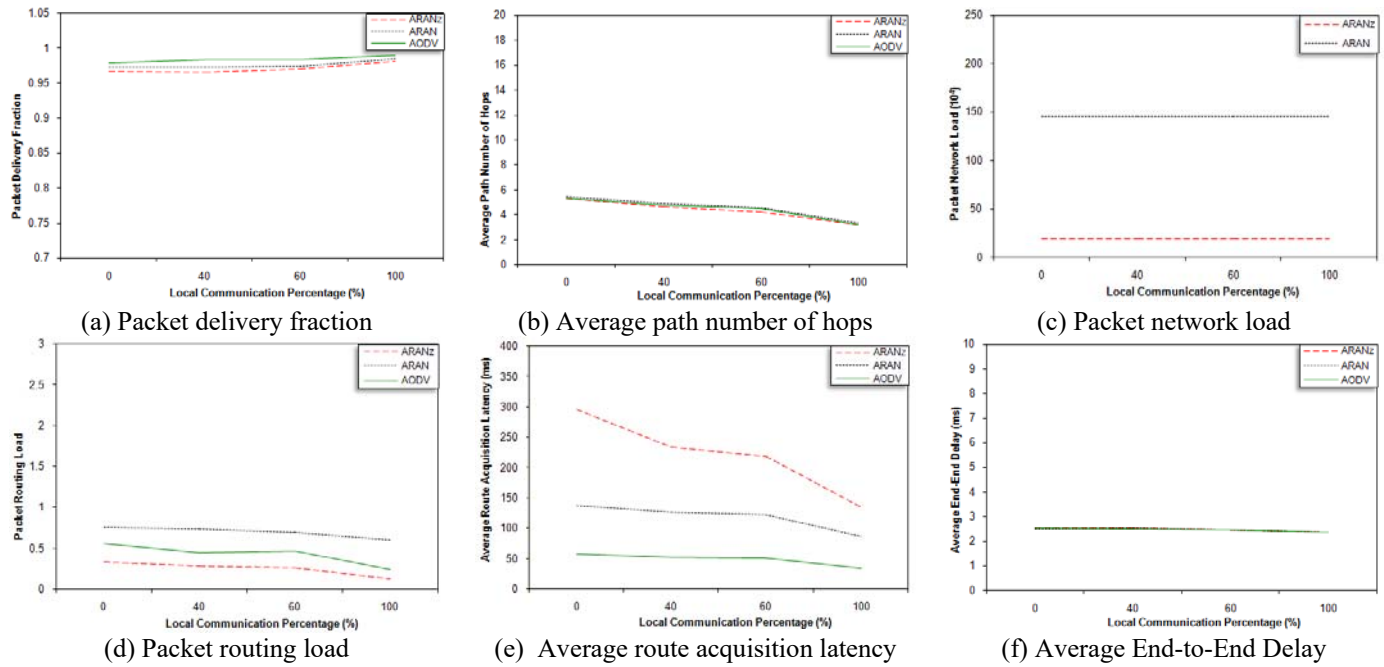 1.05
1
0.95
0.9
0.85
0.8
0.75
0.7
Packet Delivery Fraction
ARANz
ARAN
AODV
0 40 60 100
Local Communication Percentage (%)
(a) Packet delivery fraction
20
18
16
14
12
10
8
6
4
2
0
Average Path Number of Hops
ARANz
ARAN
AODV
0 40 60 100
Local Communication Percentage (%)
(b) Average path number of hops
250
200
150
100
50
0
ARANz
ARAN
0 40 60 100
Local Communication Percentage (%)
Packet Network Load
(c) Packet network load
3
2.5
2
1.5
1
0.5
0
Packet Routing Load
ARANz
ARAN
AODV
0 40 60 100
Local Communication Percentage (%)
(d) Packet routing load
400
350
300
250
200
150
100
50
0
Average Route Acquisition Latency (ms)
ARANz
ARAN
AODV
0 40 60 100
Local Communication Percentage (%)
(e) Average route acquisition latency
10
9
8
7
6
5
4
3
2
1
0
Average End-End Delay (ms)
ARANz
ARAN
AODV
0 40 60 100
Local Communication Percentage (%)
(f) Average End-to-End Delay